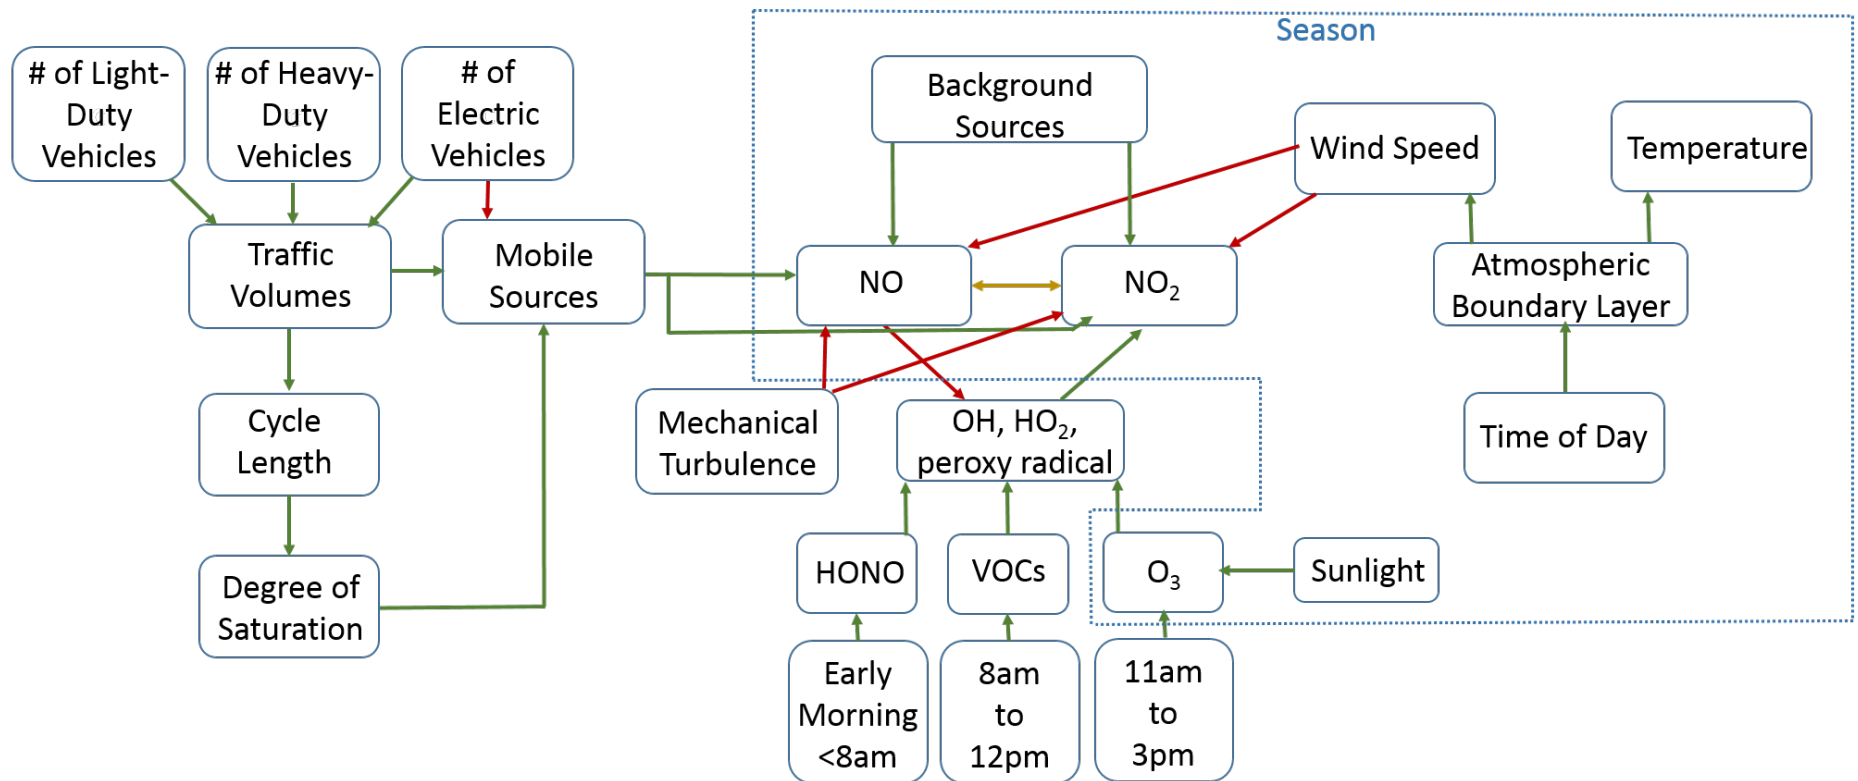 Season
# of Light-
Duty
Vehicles
# of Heavy-
Duty
Vehicles
# of
Electric
Vehicles
Background
Sources
Wind Speed
Temperature
Traffic
Volumes
Mobile
Sources
NO
NO₂
Atmospheric
Boundary Layer
Cycle
Length
Mechanical
Turbulence
OH, HO₂,
peroxy radical
Time of Day
Degree of
Saturation
HONO
VOCs
O₃
Sunlight
Early
Morning
<8am
8am
to
12pm
11am
to
3pm